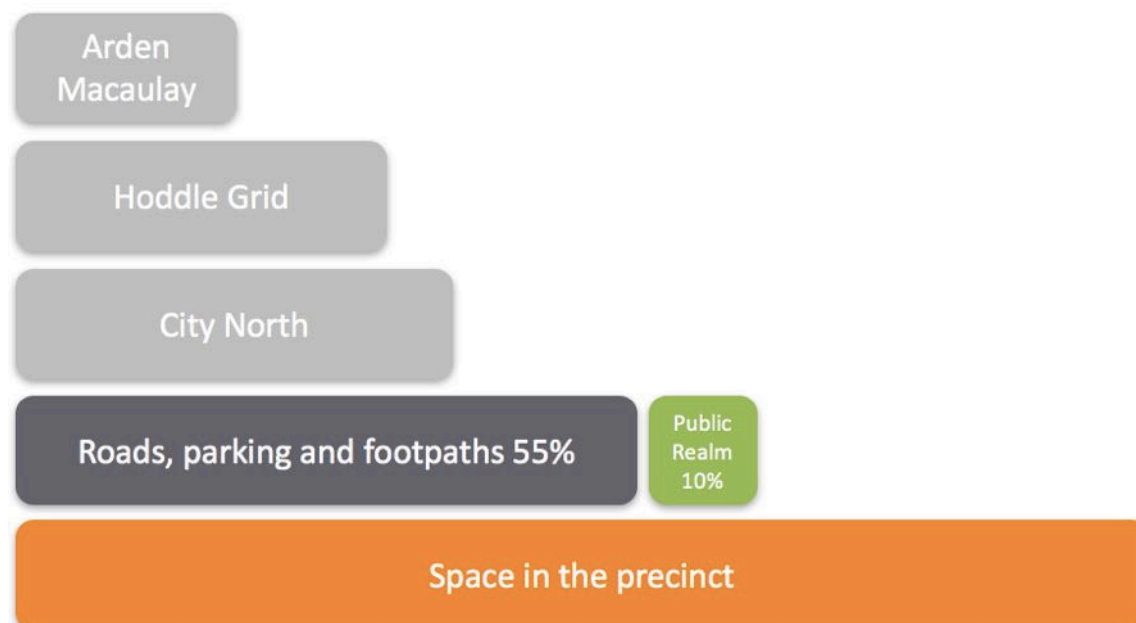 Arden
Macaulay
Hoddle Grid
City North
Roads, parking and footpaths 55%
Public
Realm
10%
Space in the precinct